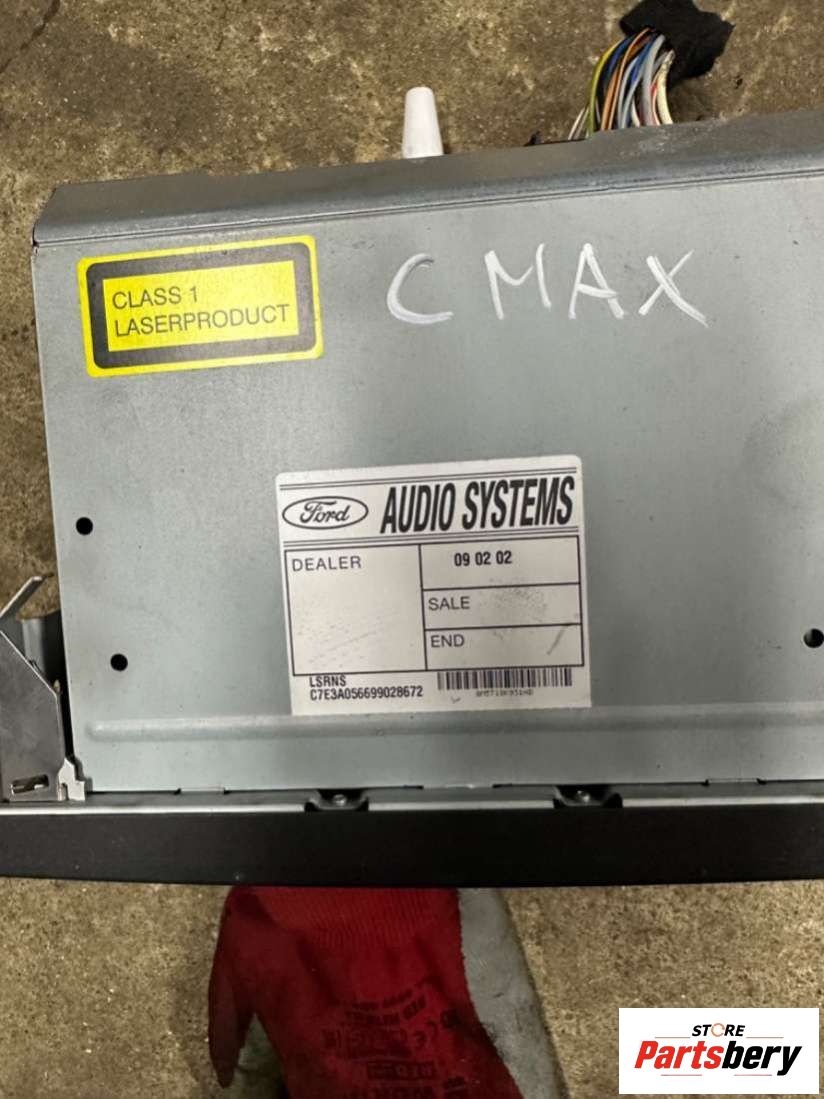 C MAX
CLASS 1
LASERPRODUCT
Ford AUDIO SYSTEMS
DEALER
09 02 02
SALE
END
LSRNS
C7E3A056699028672
STORE
Partsbery